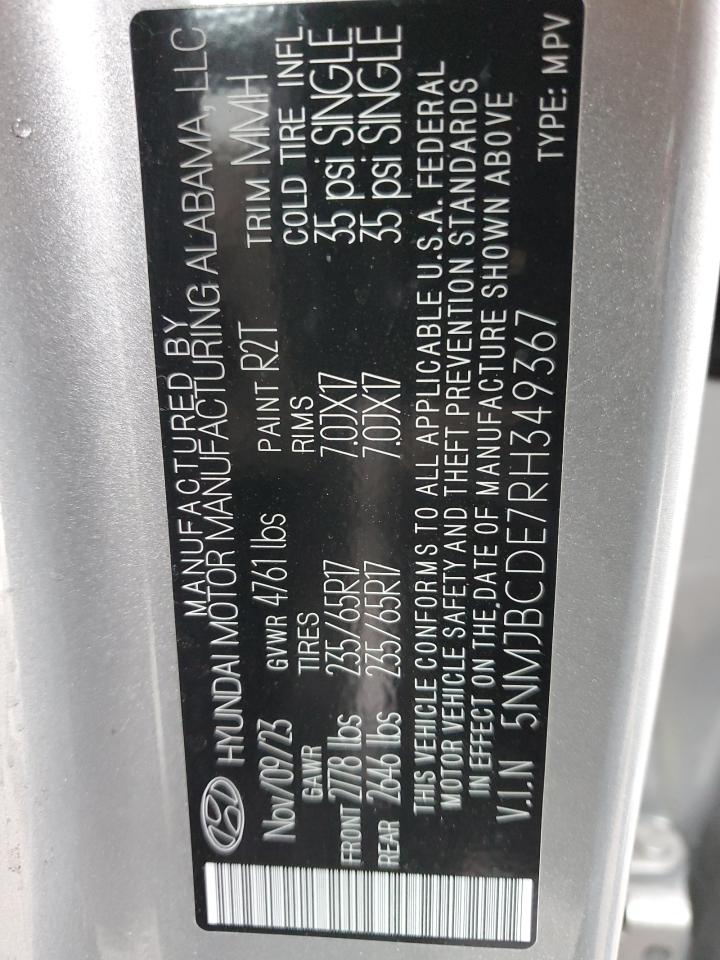 MANUFACTURED BY
HYUNDAI MOTOR MANUFACTURING ALABAMA, LLC
Nov/09/23 GVWR 4761 lbs PAINT R2T TRIM MMH
GAWR TIRES RIMS COLD TIRE INFL
FRONT 2778 lbs 235/65R17 7.0JX17 35 psi SINGLE
REAR 2646 lbs 235/65R17 7.0JX17 35 psi SINGLE
THIS VEHICLE CONFORMS TO ALL APPLICABLE U.S.A. FEDERAL
MOTOR VEHICLE SAFETY AND THEFT PREVENTION STANDARDS
IN EFFECT ON THE DATE OF MANUFACTURE SHOWN ABOVE
V.I.N 5NMJBCDE7RH349367
TYPE: MPV